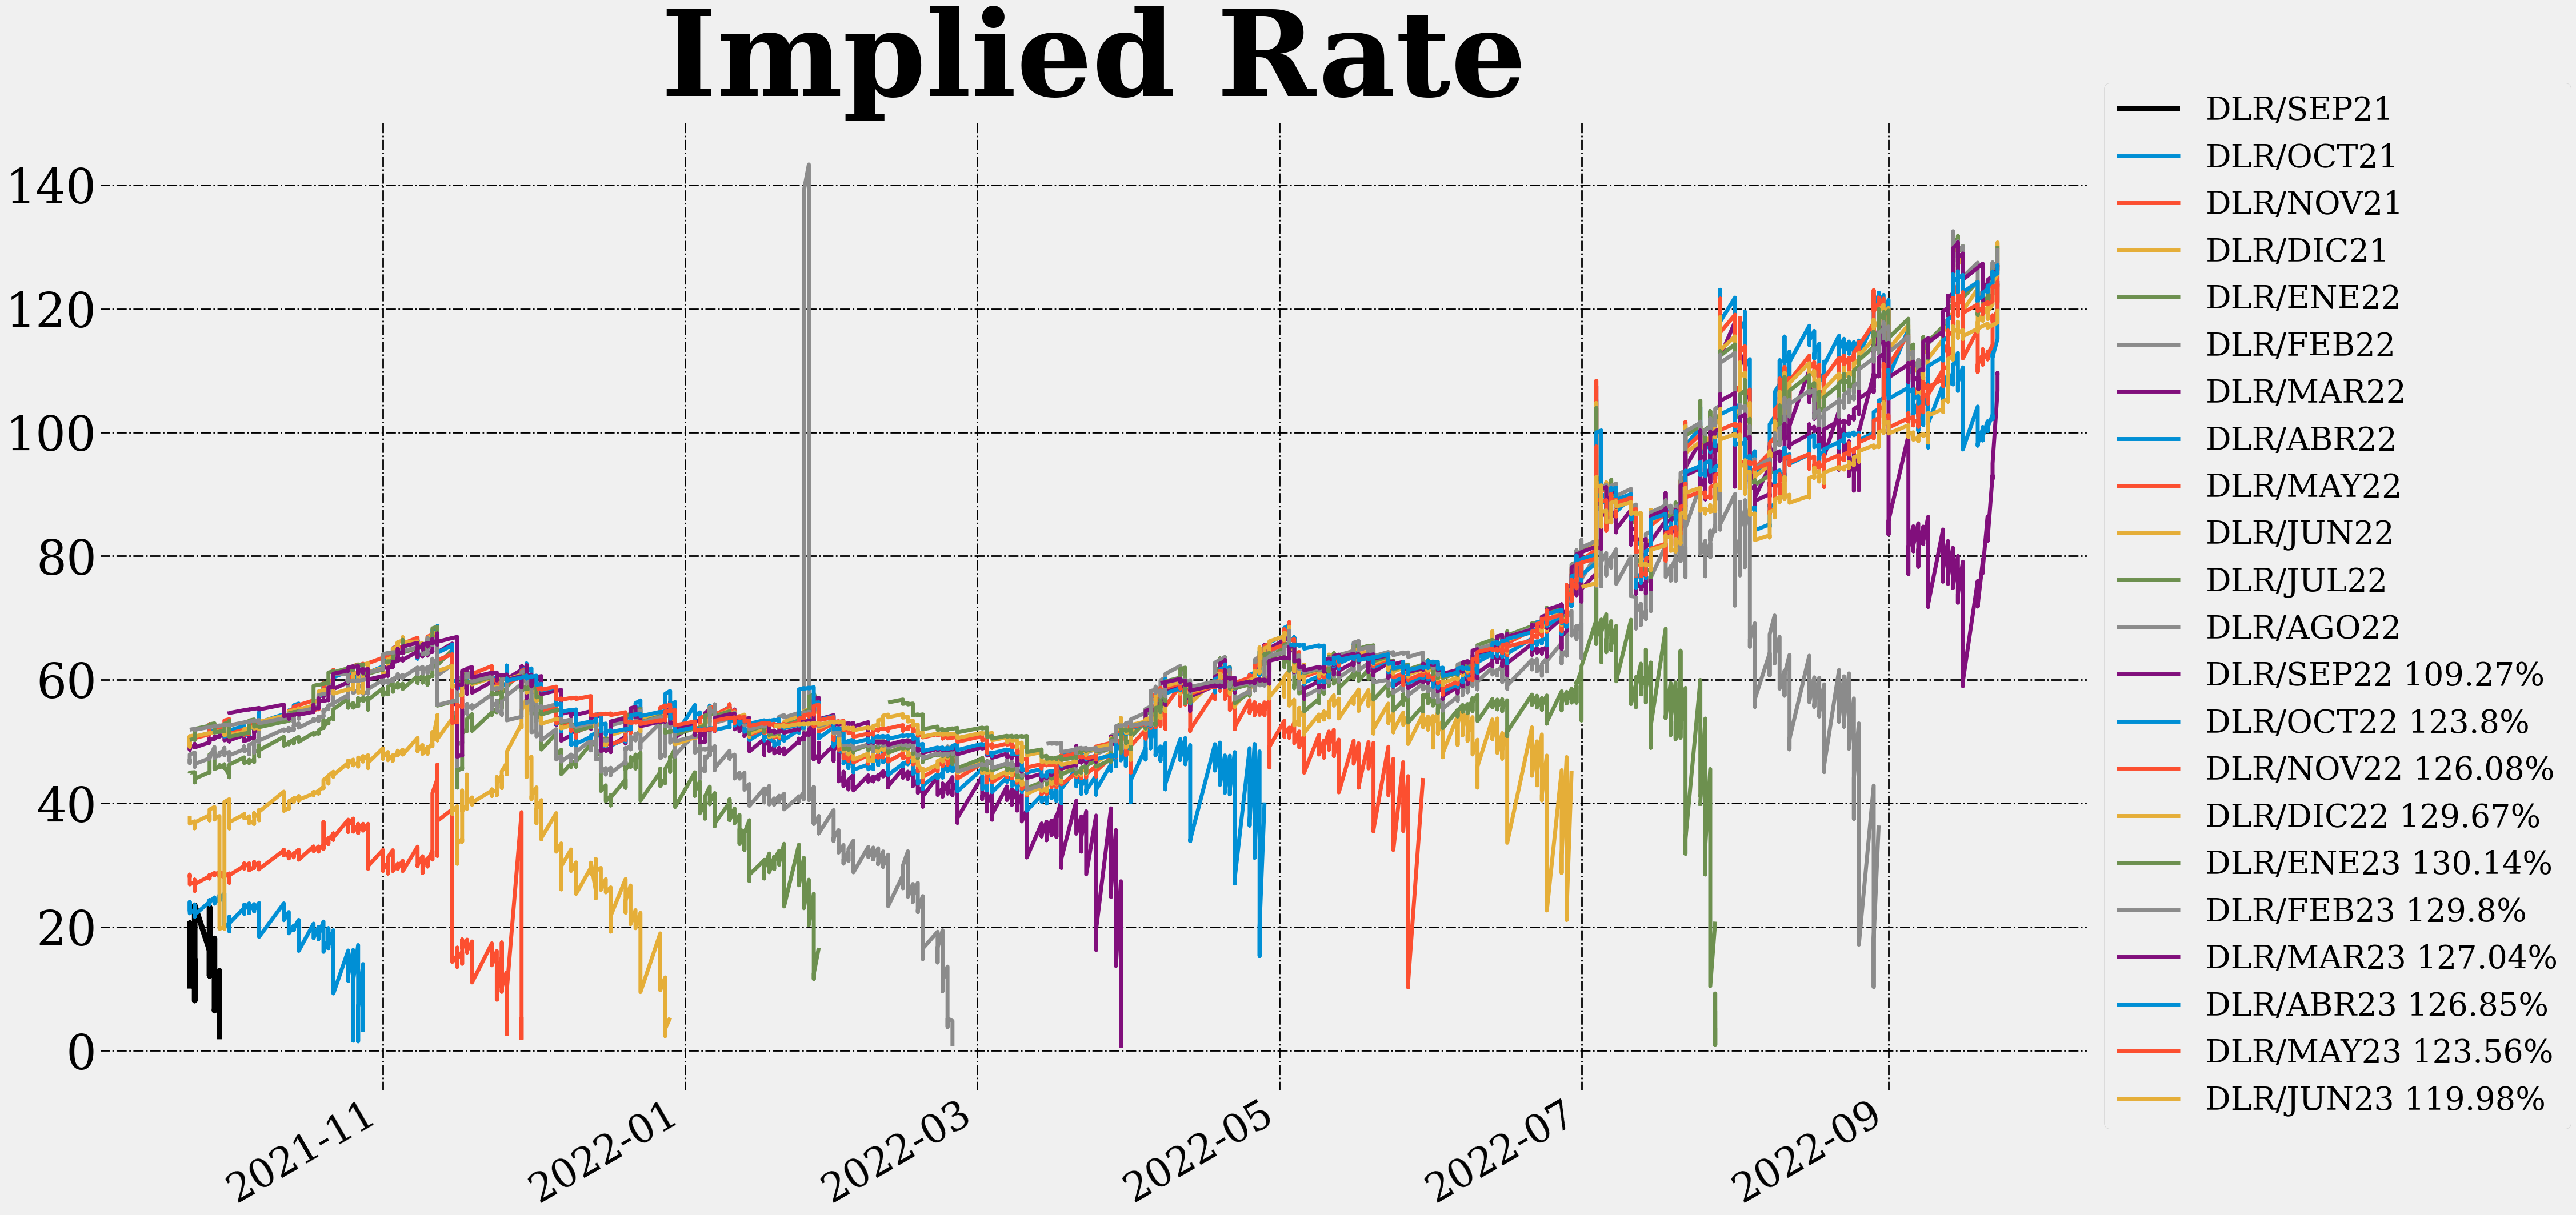 Implied Rate
140
120
100
80
60
40
20
0
2021-11
2022-01
2022-03
2022-05
2022-07
2022-09
DLR/SEP21
DLR/OCT21
DLR/NOV21
DLR/DIC21
DLR/ENE22
DLR/FEB22
DLR/MAR22
DLR/ABR22
DLR/MAY22
DLR/JUN22
DLR/JUL22
DLR/AGO22
DLR/SEP22 109.27%
DLR/OCT22 123.8%
DLR/NOV22 126.08%
DLR/DIC22 129.67%
DLR/ENE23 130.14%
DLR/FEB23 129.8%
DLR/MAR23 127.04%
DLR/ABR23 126.85%
DLR/MAY23 123.56%
DLR/JUN23 119.98%